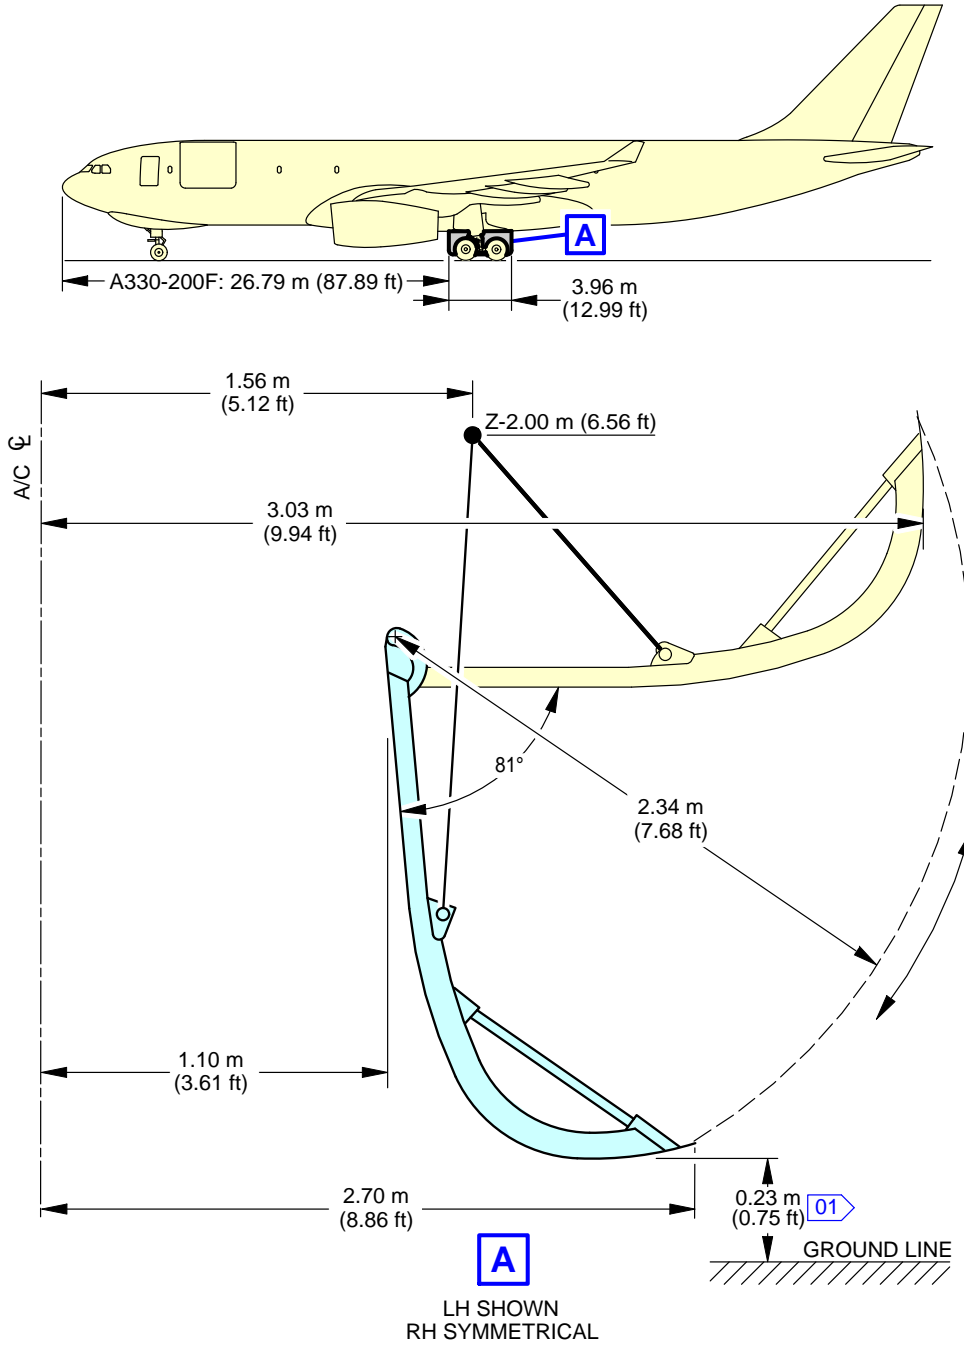 A
A330-200F: 26.79 m (87.89 ft)
3.96 m
(12.99 ft)
1.56 m
(5.12 ft)
Z-2.00 m (6.56 ft)
A/C ℄
3.03 m
(9.94 ft)
81°
2.34 m
(7.68 ft)
1.10 m
(3.61 ft)
2.70 m
(8.86 ft)
0.23 m
(0.75 ft)
01
GROUND LINE
A
LH SHOWN
RH SYMMETRICAL